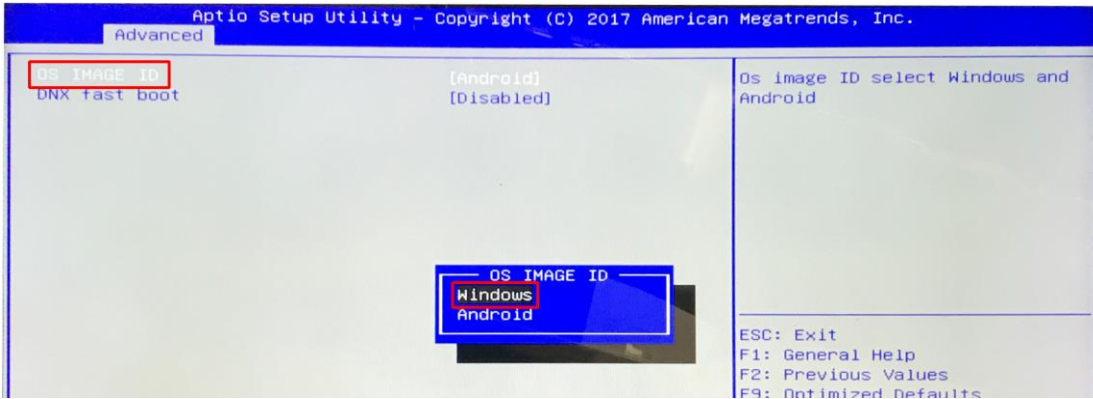 Aptio Setup Utility – Copyright (C) 2017 American Megatrends, Inc.
Advanced
OS IMAGE ID [Android]
DNX fast boot [Disabled]
Os image ID select Windows and
Android
OS IMAGE ID
Windows
Android
ESC: Exit
F1: General Help
F2: Previous Values
F9: Optimized Defaults